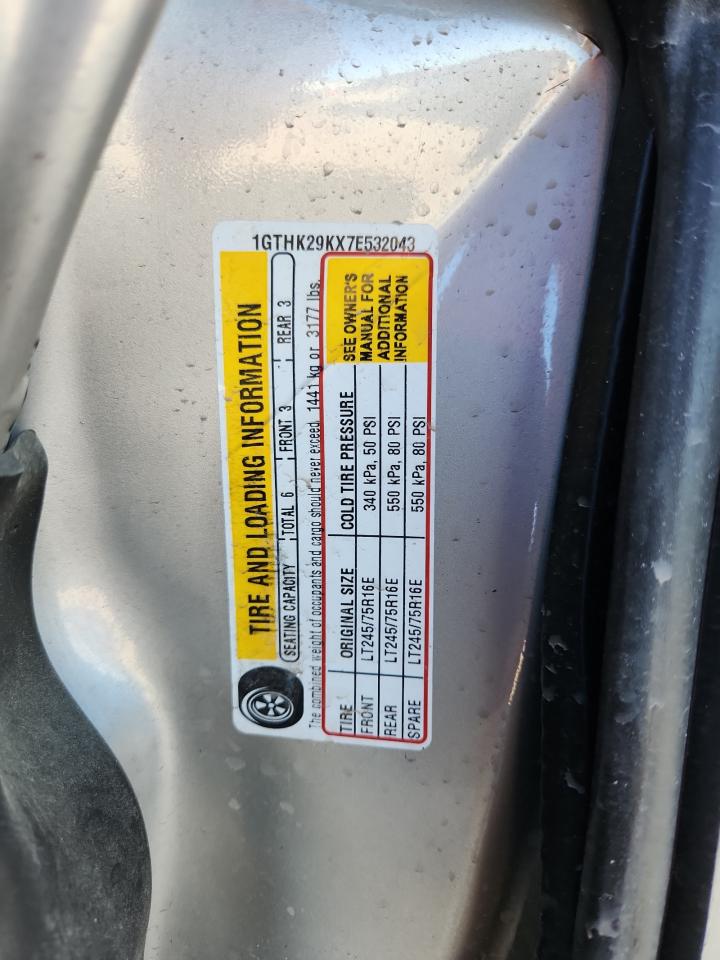 1GTHK29KX7E532043
TIRE AND LOADING INFORMATION
SEATING CAPACITY TOTAL 6 FRONT 3 REAR 3
The combined weight of occupants and cargo should never exceed 1441 kg or 3177 lbs.
TIRE ORIGINAL SIZE COLD TIRE PRESSURE
FRONT LT245/75R16E 340 kPa, 50 PSI
REAR LT245/75R16E 550 kPa, 80 PSI
SPARE LT245/75R16E 550 kPa, 80 PSI
SEE OWNER'S
MANUAL FOR
ADDITIONAL
INFORMATION